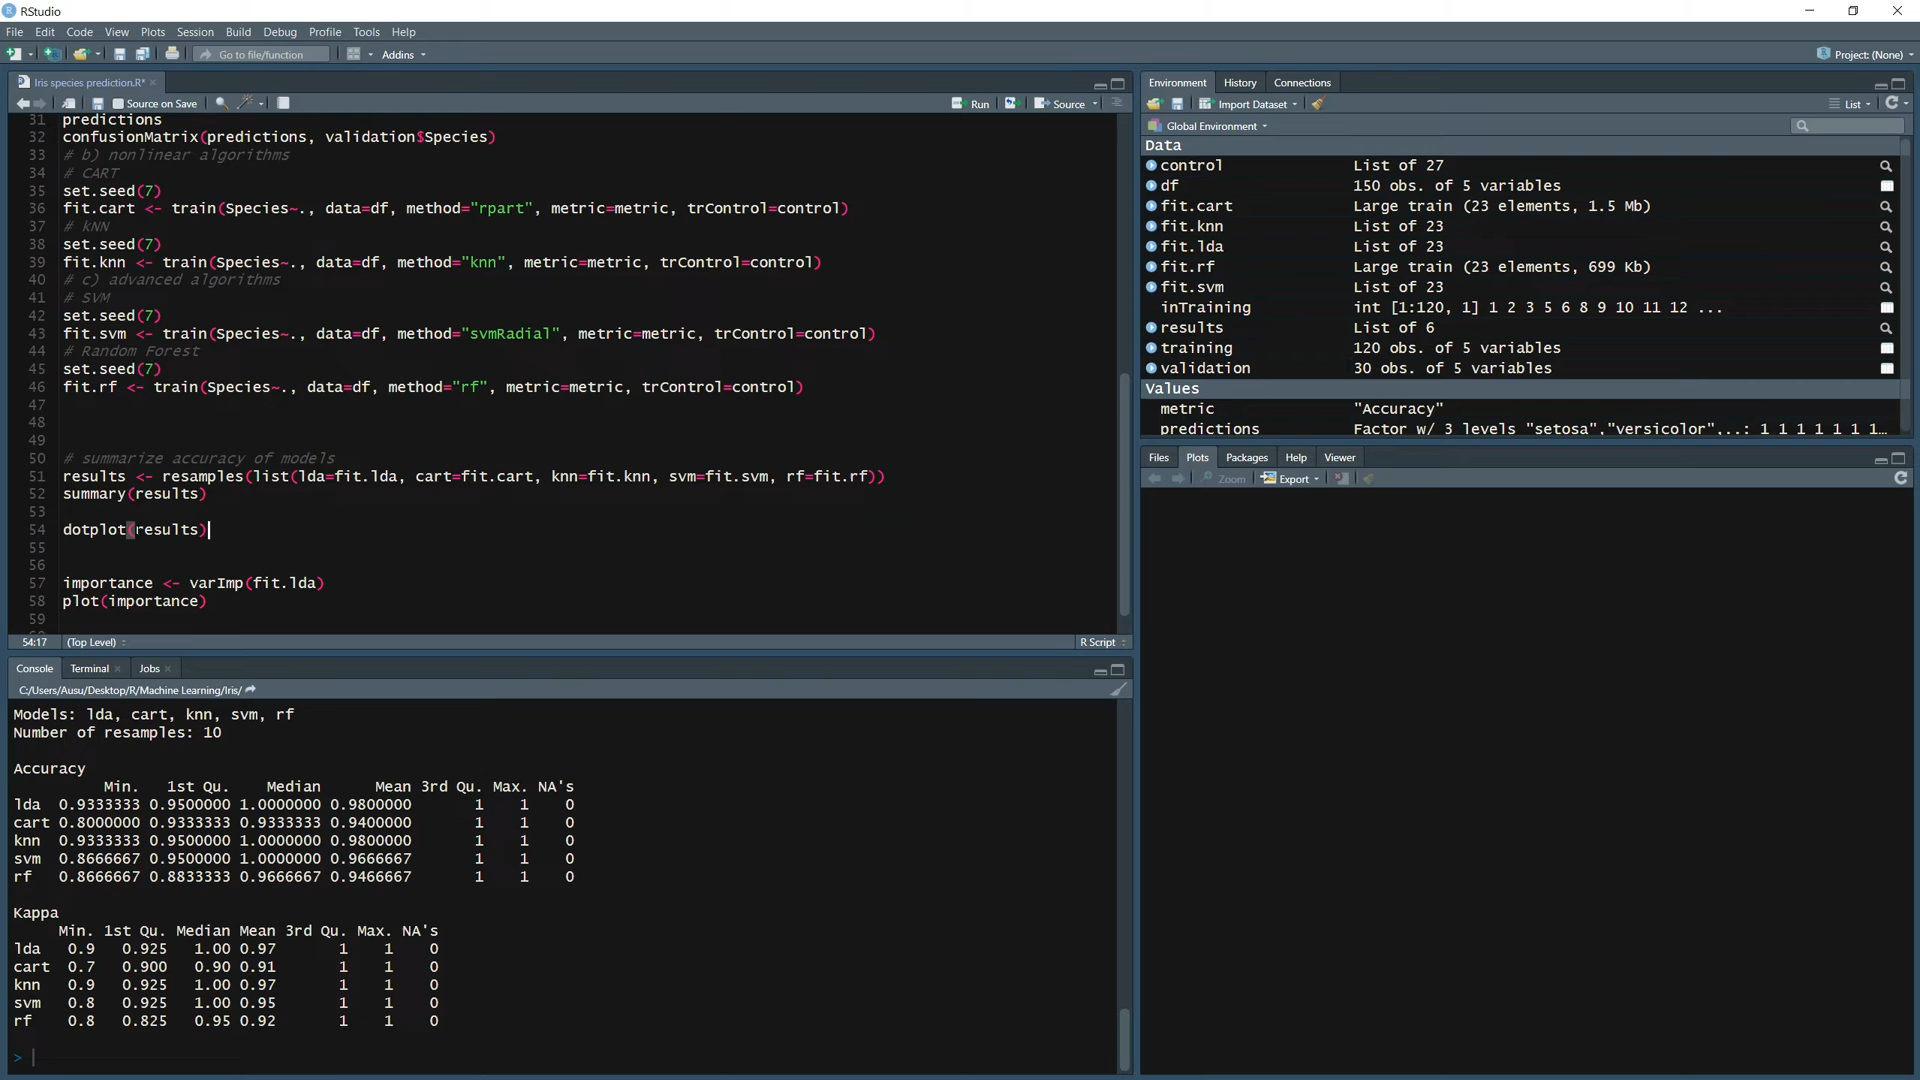 RStudio
File Edit Code View Plots Session Build Debug Profile Tools Help
Go to file/function Addins Project: (None)
Iris species prediction.R*
Source on Save Run Source
31 predictions
32 confusionMatrix(predictions, validation$Species)
33 # b) nonlinear algorithms
34 # CART
35 set.seed(7)
36 fit.cart <- train(Species~., data=df, method="rpart", metric=metric, trControl=control)
37 # kNN
38 set.seed(7)
39 fit.knn <- train(Species~., data=df, method="knn", metric=metric, trControl=control)
40 # c) advanced algorithms
41 # SVM
42 set.seed(7)
43 fit.svm <- train(Species~., data=df, method="svmRadial", metric=metric, trControl=control)
44 # Random Forest
45 set.seed(7)
46 fit.rf <- train(Species~., data=df, method="rf", metric=metric, trControl=control)
47
48
49
50 # summarize accuracy of models
51 results <- resamples(list(lda=fit.lda, cart=fit.cart, knn=fit.knn, svm=fit.svm, rf=fit.rf))
52 summary(results)
53
54 dotplot(results)
55
56
57 importance <- varImp(fit.lda)
58 plot(importance)
59
54:17 (Top Level) R Script
Console Terminal Jobs
C:/Users/Ausu/Desktop/R/Machine Learning/Iris/
Models: lda, cart, knn, svm, rf
Number of resamples: 10
Accuracy
Min. 1st Qu. Median Mean 3rd Qu. Max. NA's
lda 0.9333333 0.9500000 1.0000000 0.9800000 1 1 0
cart 0.8000000 0.9333333 0.9333333 0.9400000 1 1 0
knn 0.9333333 0.9500000 1.0000000 0.9800000 1 1 0
svm 0.8666667 0.9500000 1.0000000 0.9666667 1 1 0
rf 0.8666667 0.8833333 0.9666667 0.9466667 1 1 0
Kappa
Min. 1st Qu. Median Mean 3rd Qu. Max. NA's
lda 0.9 0.925 1.00 0.97 1 1 0
cart 0.7 0.900 0.90 0.91 1 1 0
knn 0.9 0.925 1.00 0.97 1 1 0
svm 0.8 0.925 1.00 0.95 1 1 0
rf 0.8 0.825 0.95 0.92 1 1 0
>
Environment History Connections
Import Dataset List
Global Environment
Data
control List of 27
df 150 obs. of 5 variables
fit.cart Large train (23 elements, 1.5 Mb)
fit.knn List of 23
fit.lda List of 23
fit.rf Large train (23 elements, 699 Kb)
fit.svm List of 23
inTraining int [1:120, 1] 1 2 3 5 6 8 9 10 11 12 ...
results List of 6
training 120 obs. of 5 variables
validation 30 obs. of 5 variables
Values
metric "Accuracy"
predictions Factor w/ 3 levels "setosa","versicolor",..: 1 1 1 1 1 1 1…
Files Plots Packages Help Viewer
Zoom Export